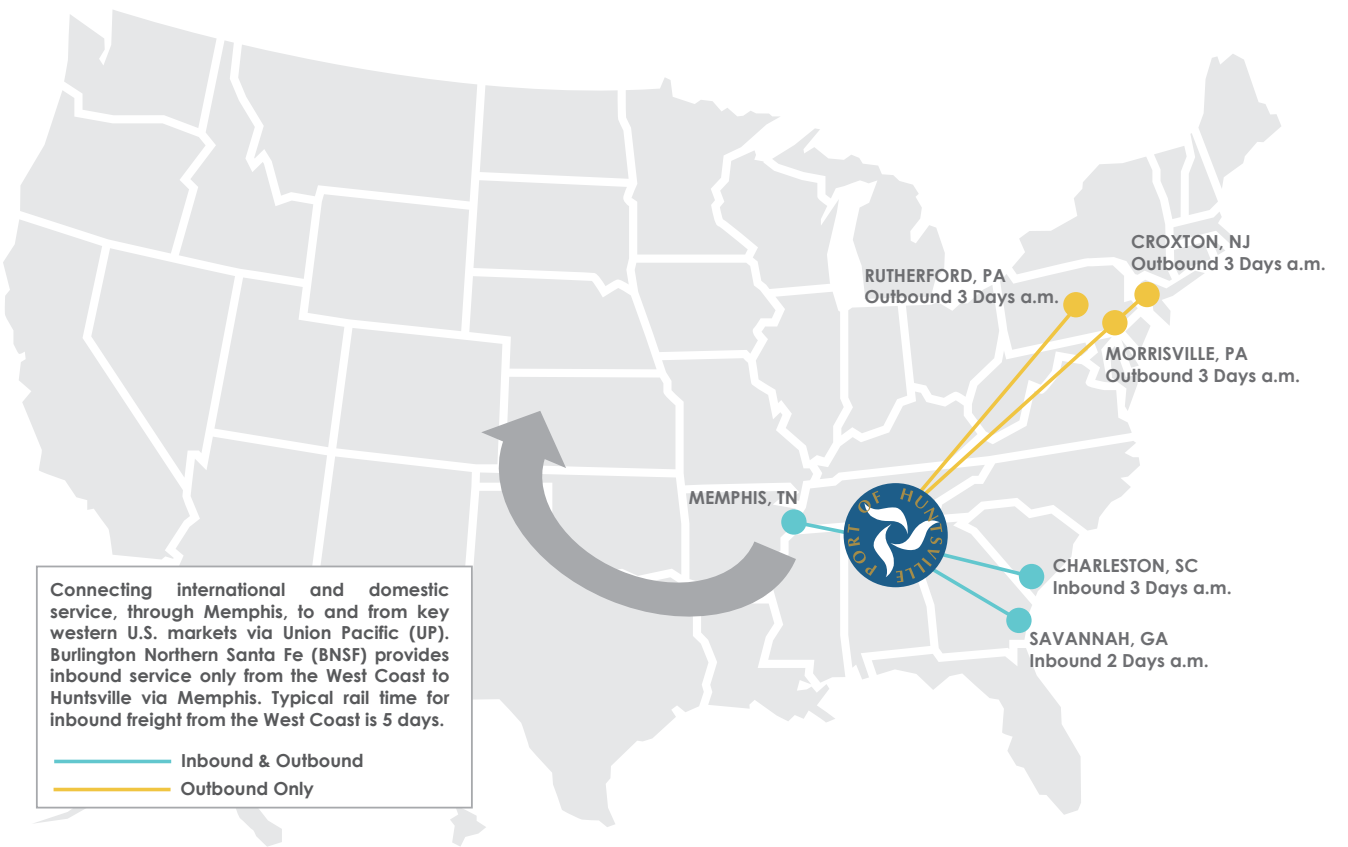 CROXTON, NJ
Outbound 3 Days a.m.
RUTHERFORD, PA
Outbound 3 Days a.m.
MORRISVILLE, PA
Outbound 3 Days a.m.
MEMPHIS, TN
PORT OF HUNTSVILLE
CHARLESTON, SC
Inbound 3 Days a.m.
SAVANNAH, GA
Inbound 2 Days a.m.
Connecting international and domestic
service, through Memphis, to and from key
western U.S. markets via Union Pacific (UP).
Burlington Northern Santa Fe (BNSF) provides
inbound service only from the West Coast to
Huntsville via Memphis. Typical rail time for
inbound freight from the West Coast is 5 days.
Inbound & Outbound
Outbound Only